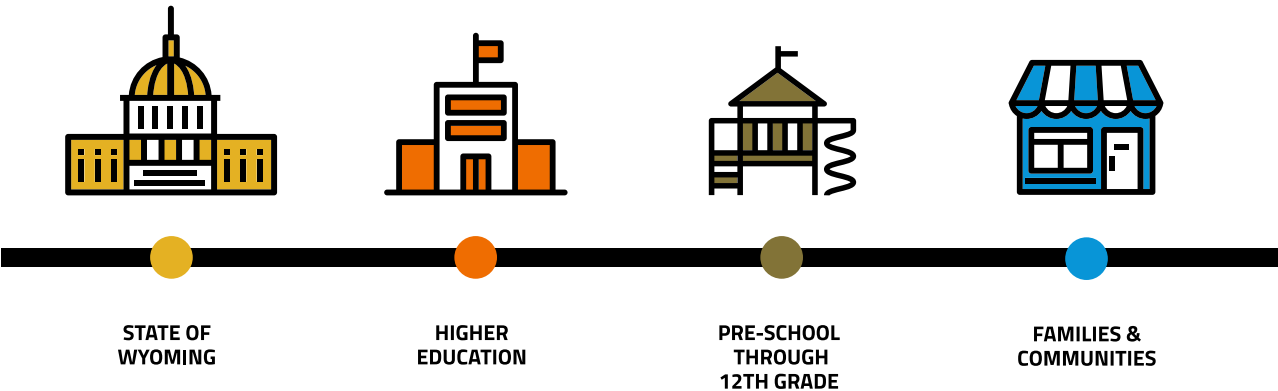 STATE OF
WYOMING
HIGHER
EDUCATION
PRE-SCHOOL
THROUGH
12TH GRADE
FAMILIES &
COMMUNITIES